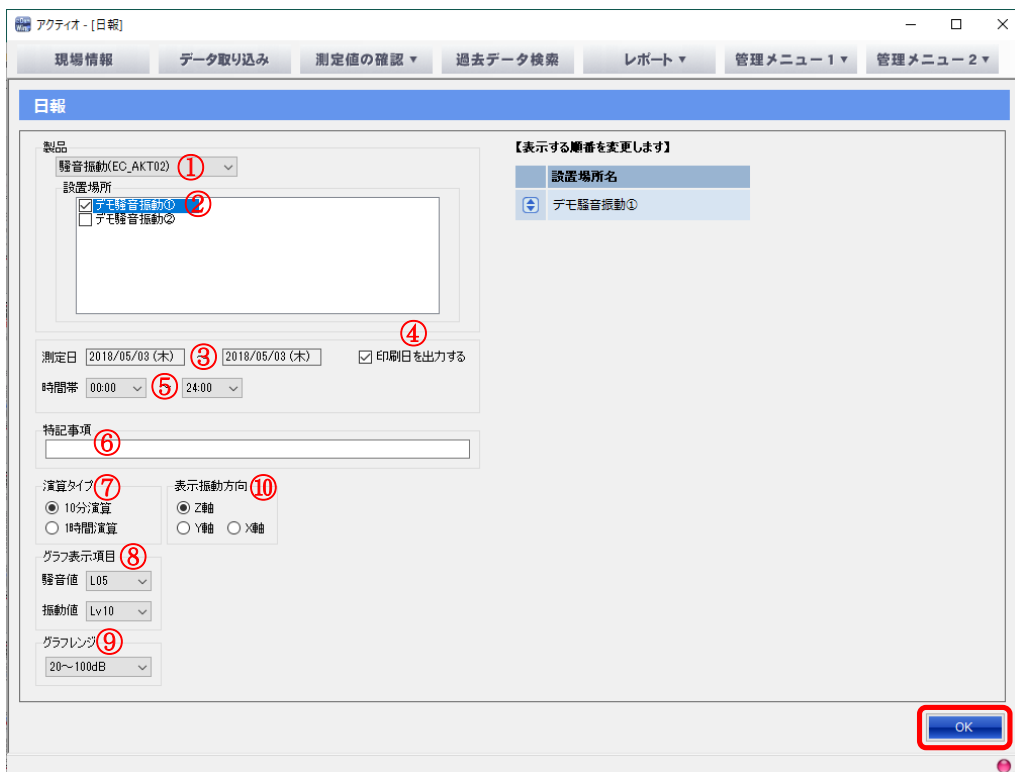 アクティオ - [日報]
現場情報 データ取り込み 測定値の確認 ▼ 過去データ検索 レポート ▼ 管理メニュー1 ▼ 管理メニュー2 ▼
日報
製品
騒音振動(EC_AKT02) ①
設置場所
デモ騒音振動① ②
デモ騒音振動②
【表示する順番を変更します】
設置場所名
デモ騒音振動①
④
測定日 2018/05/03 (木) ③ 2018/05/03 (木) 印刷日を出力する
時間帯 00:00 ⑤ 24:00
特記事項
⑥
演算タイプ ⑦ 表示振動方向 ⑩
10分演算 Z軸
1時間演算 Y軸 X軸
グラフ表示項目 ⑧
騒音値 L05
振動値 Lv10
グラフレンジ ⑨
20～100dB
OK